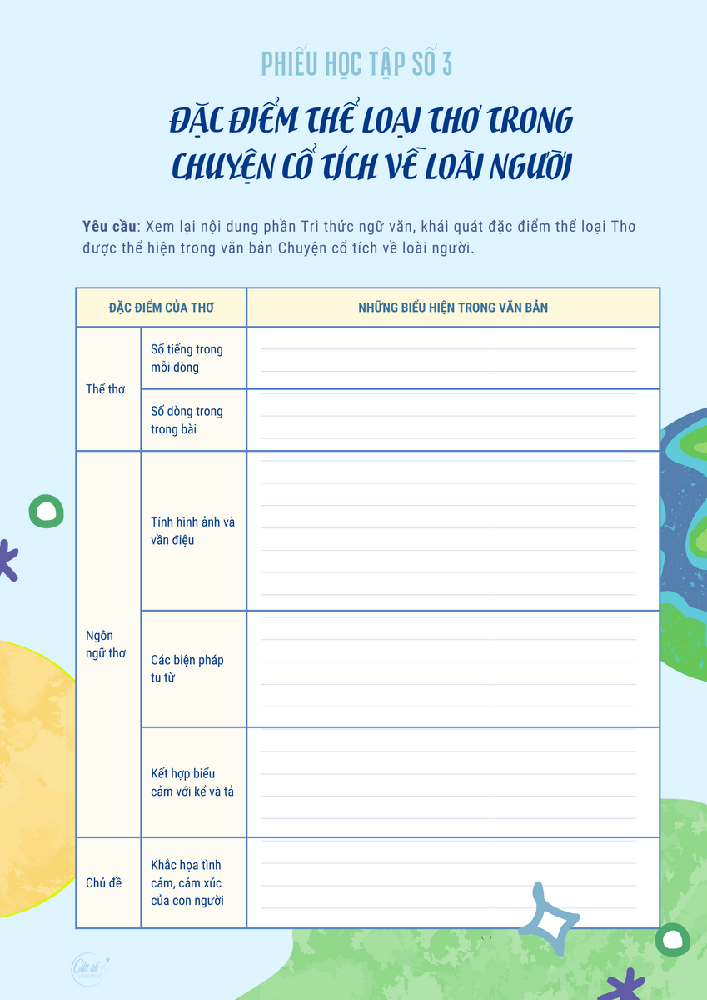 PHIẾU HỌC TẬP SỐ 3
ĐẶC ĐIỂM THỂ LOẠI THƠ TRONG
CHUYỆN CỔ TÍCH VỀ LOÀI NGƯỜI
Yêu cầu: Xem lại nội dung phần Tri thức ngữ văn, khái quát đặc điểm thể loại Thơ
được thể hiện trong văn bản Chuyện cổ tích về loài người.
ĐẶC ĐIỂM CỦA THƠ
NHỮNG BIỂU HIỆN TRONG VĂN BẢN
Thể thơ
Số tiếng trong
mỗi dòng
Số dòng trong
trong bài
Ngôn
ngữ thơ
Tính hình ảnh và
vần điệu
Các biện pháp
tu từ
Kết hợp biểu
cảm với kể và tả
Chủ đề
Khắc họa tình
cảm, cảm xúc
của con người
Cửa sổ
VĂN HỌC